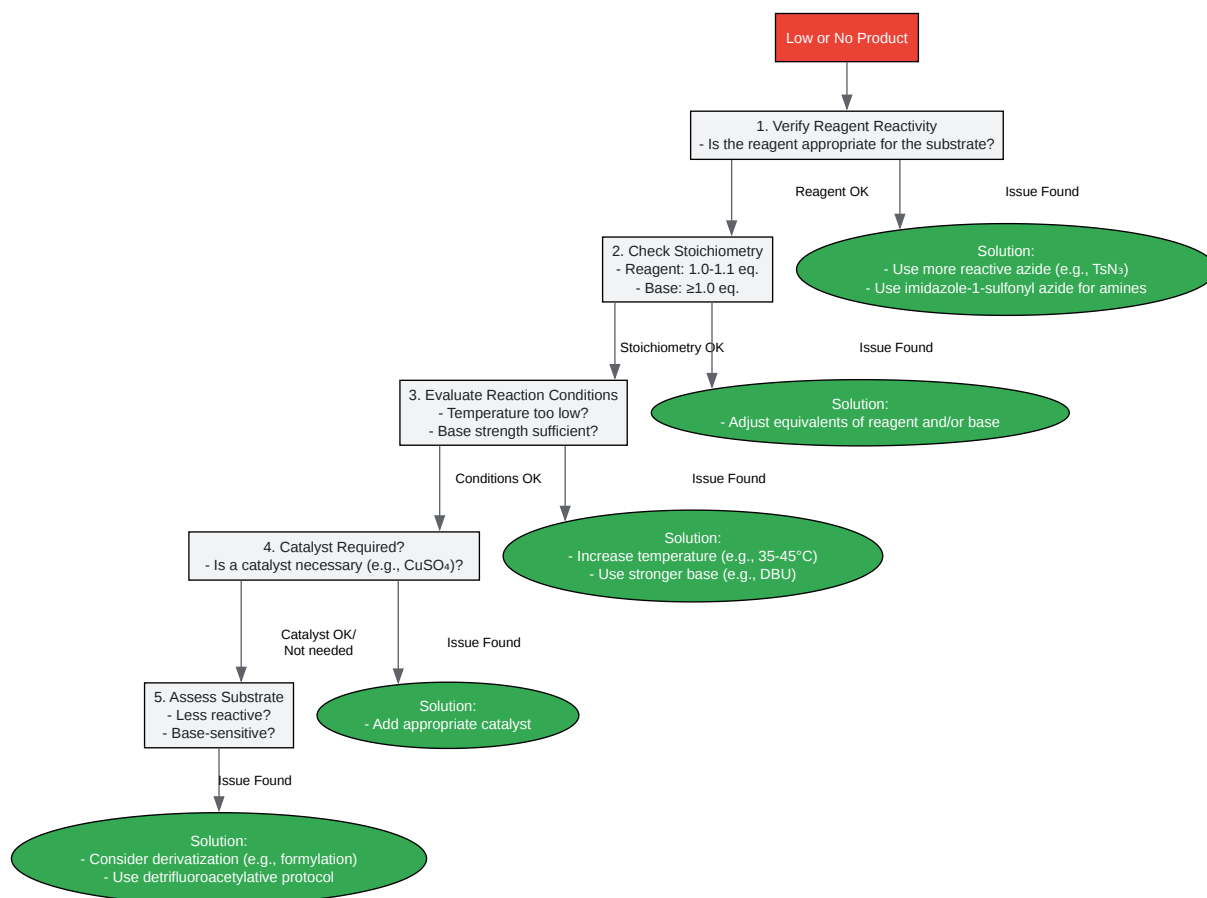 Low or No Product
1. Verify Reagent Reactivity
- Is the reagent appropriate for the substrate?
Reagent OK
Issue Found
2. Check Stoichiometry
- Reagent: 1.0-1.1 eq.
- Base: ≥1.0 eq.
Solution:
- Use more reactive azide (e.g., TsN₃)
- Use imidazole-1-sulfonyl azide for amines
Stoichiometry OK
Issue Found
3. Evaluate Reaction Conditions
- Temperature too low?
- Base strength sufficient?
Solution:
- Adjust equivalents of reagent and/or base
Conditions OK
Issue Found
4. Catalyst Required?
- Is a catalyst necessary (e.g., CuSO₄)?
Solution:
- Increase temperature (e.g., 35-45°C)
- Use stronger base (e.g., DBU)
Catalyst OK/
Not needed
Issue Found
5. Assess Substrate
- Less reactive?
- Base-sensitive?
Solution:
- Add appropriate catalyst
Issue Found
Solution:
- Consider derivatization (e.g., formylation)
- Use detrifluoroacetylative protocol